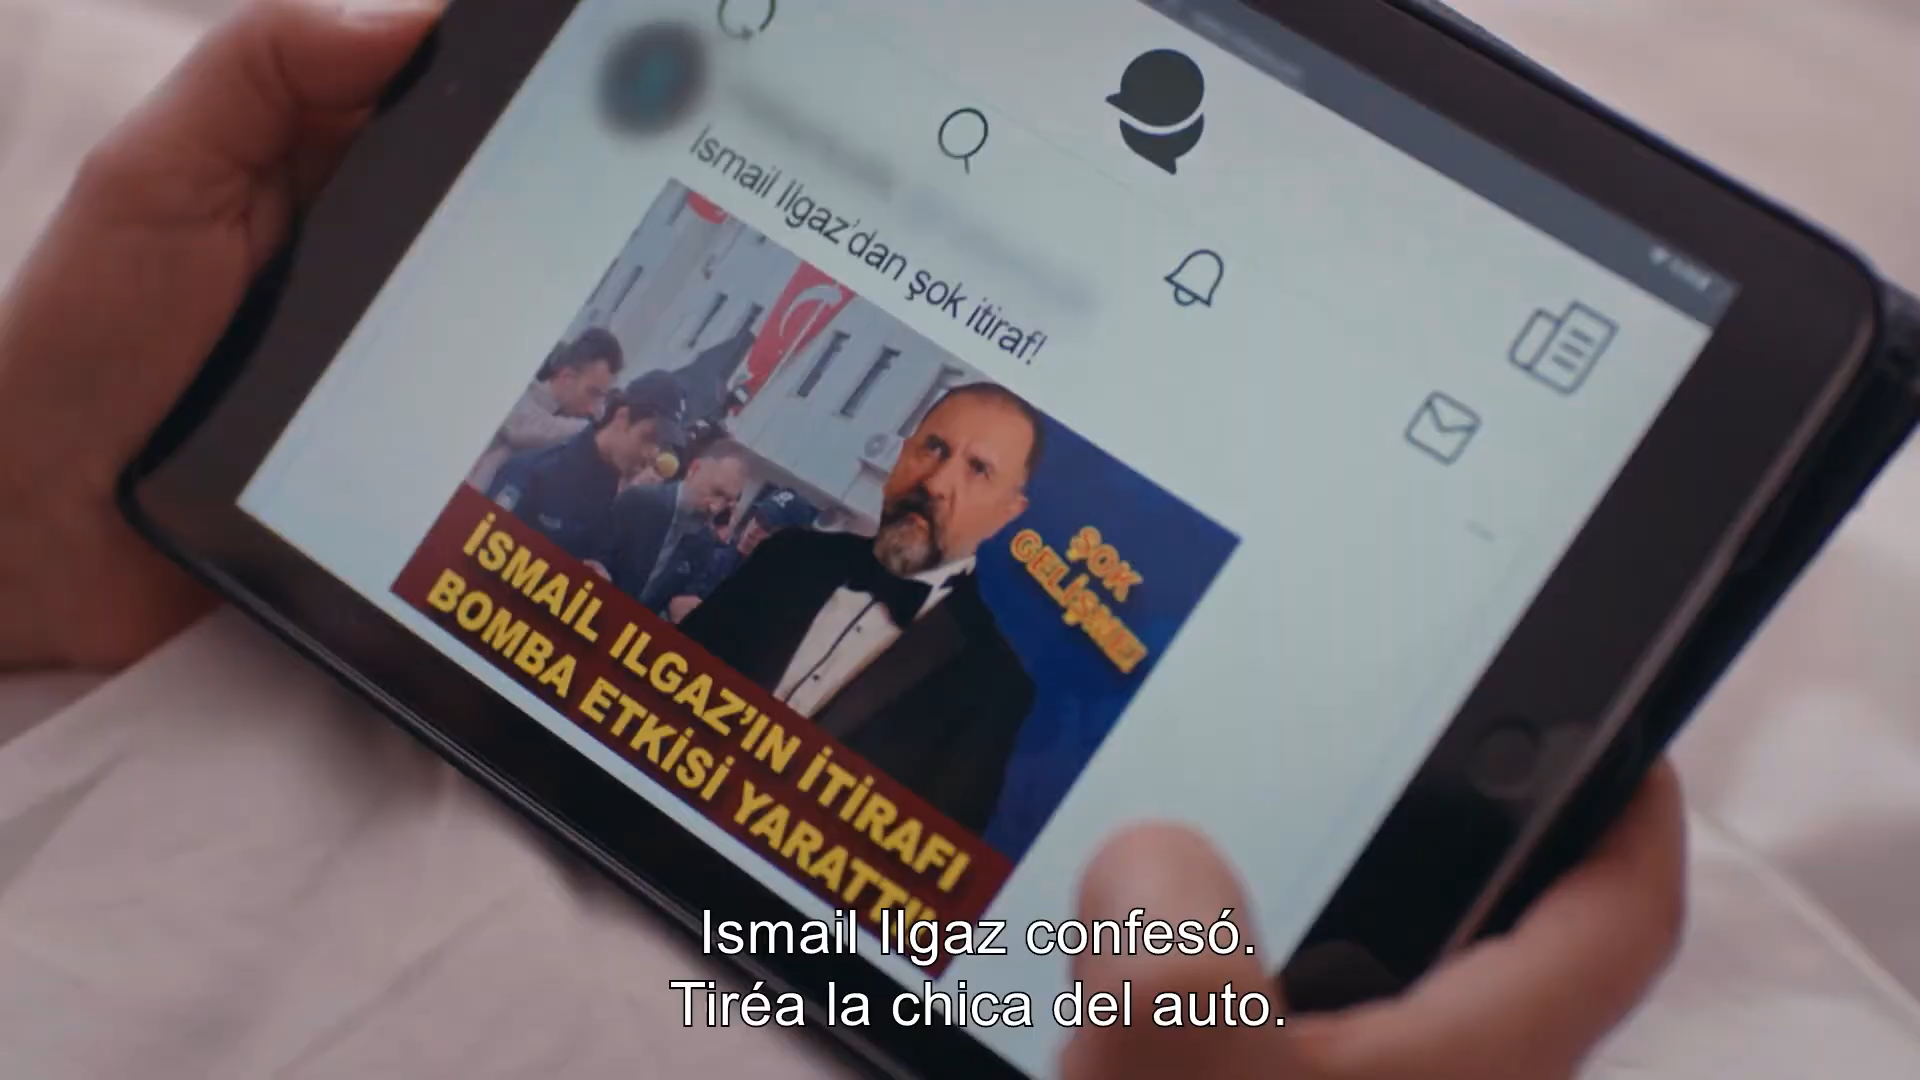 İsmail Ilgaz'dan şok itiraf!
ŞOK
GELİŞME!
İSMAİL ILGAZ'IN İTİRAFI
BOMBA ETKİSİ YARATTI!
Ismail Ilgaz confesó.
Tiréa la chica del auto.